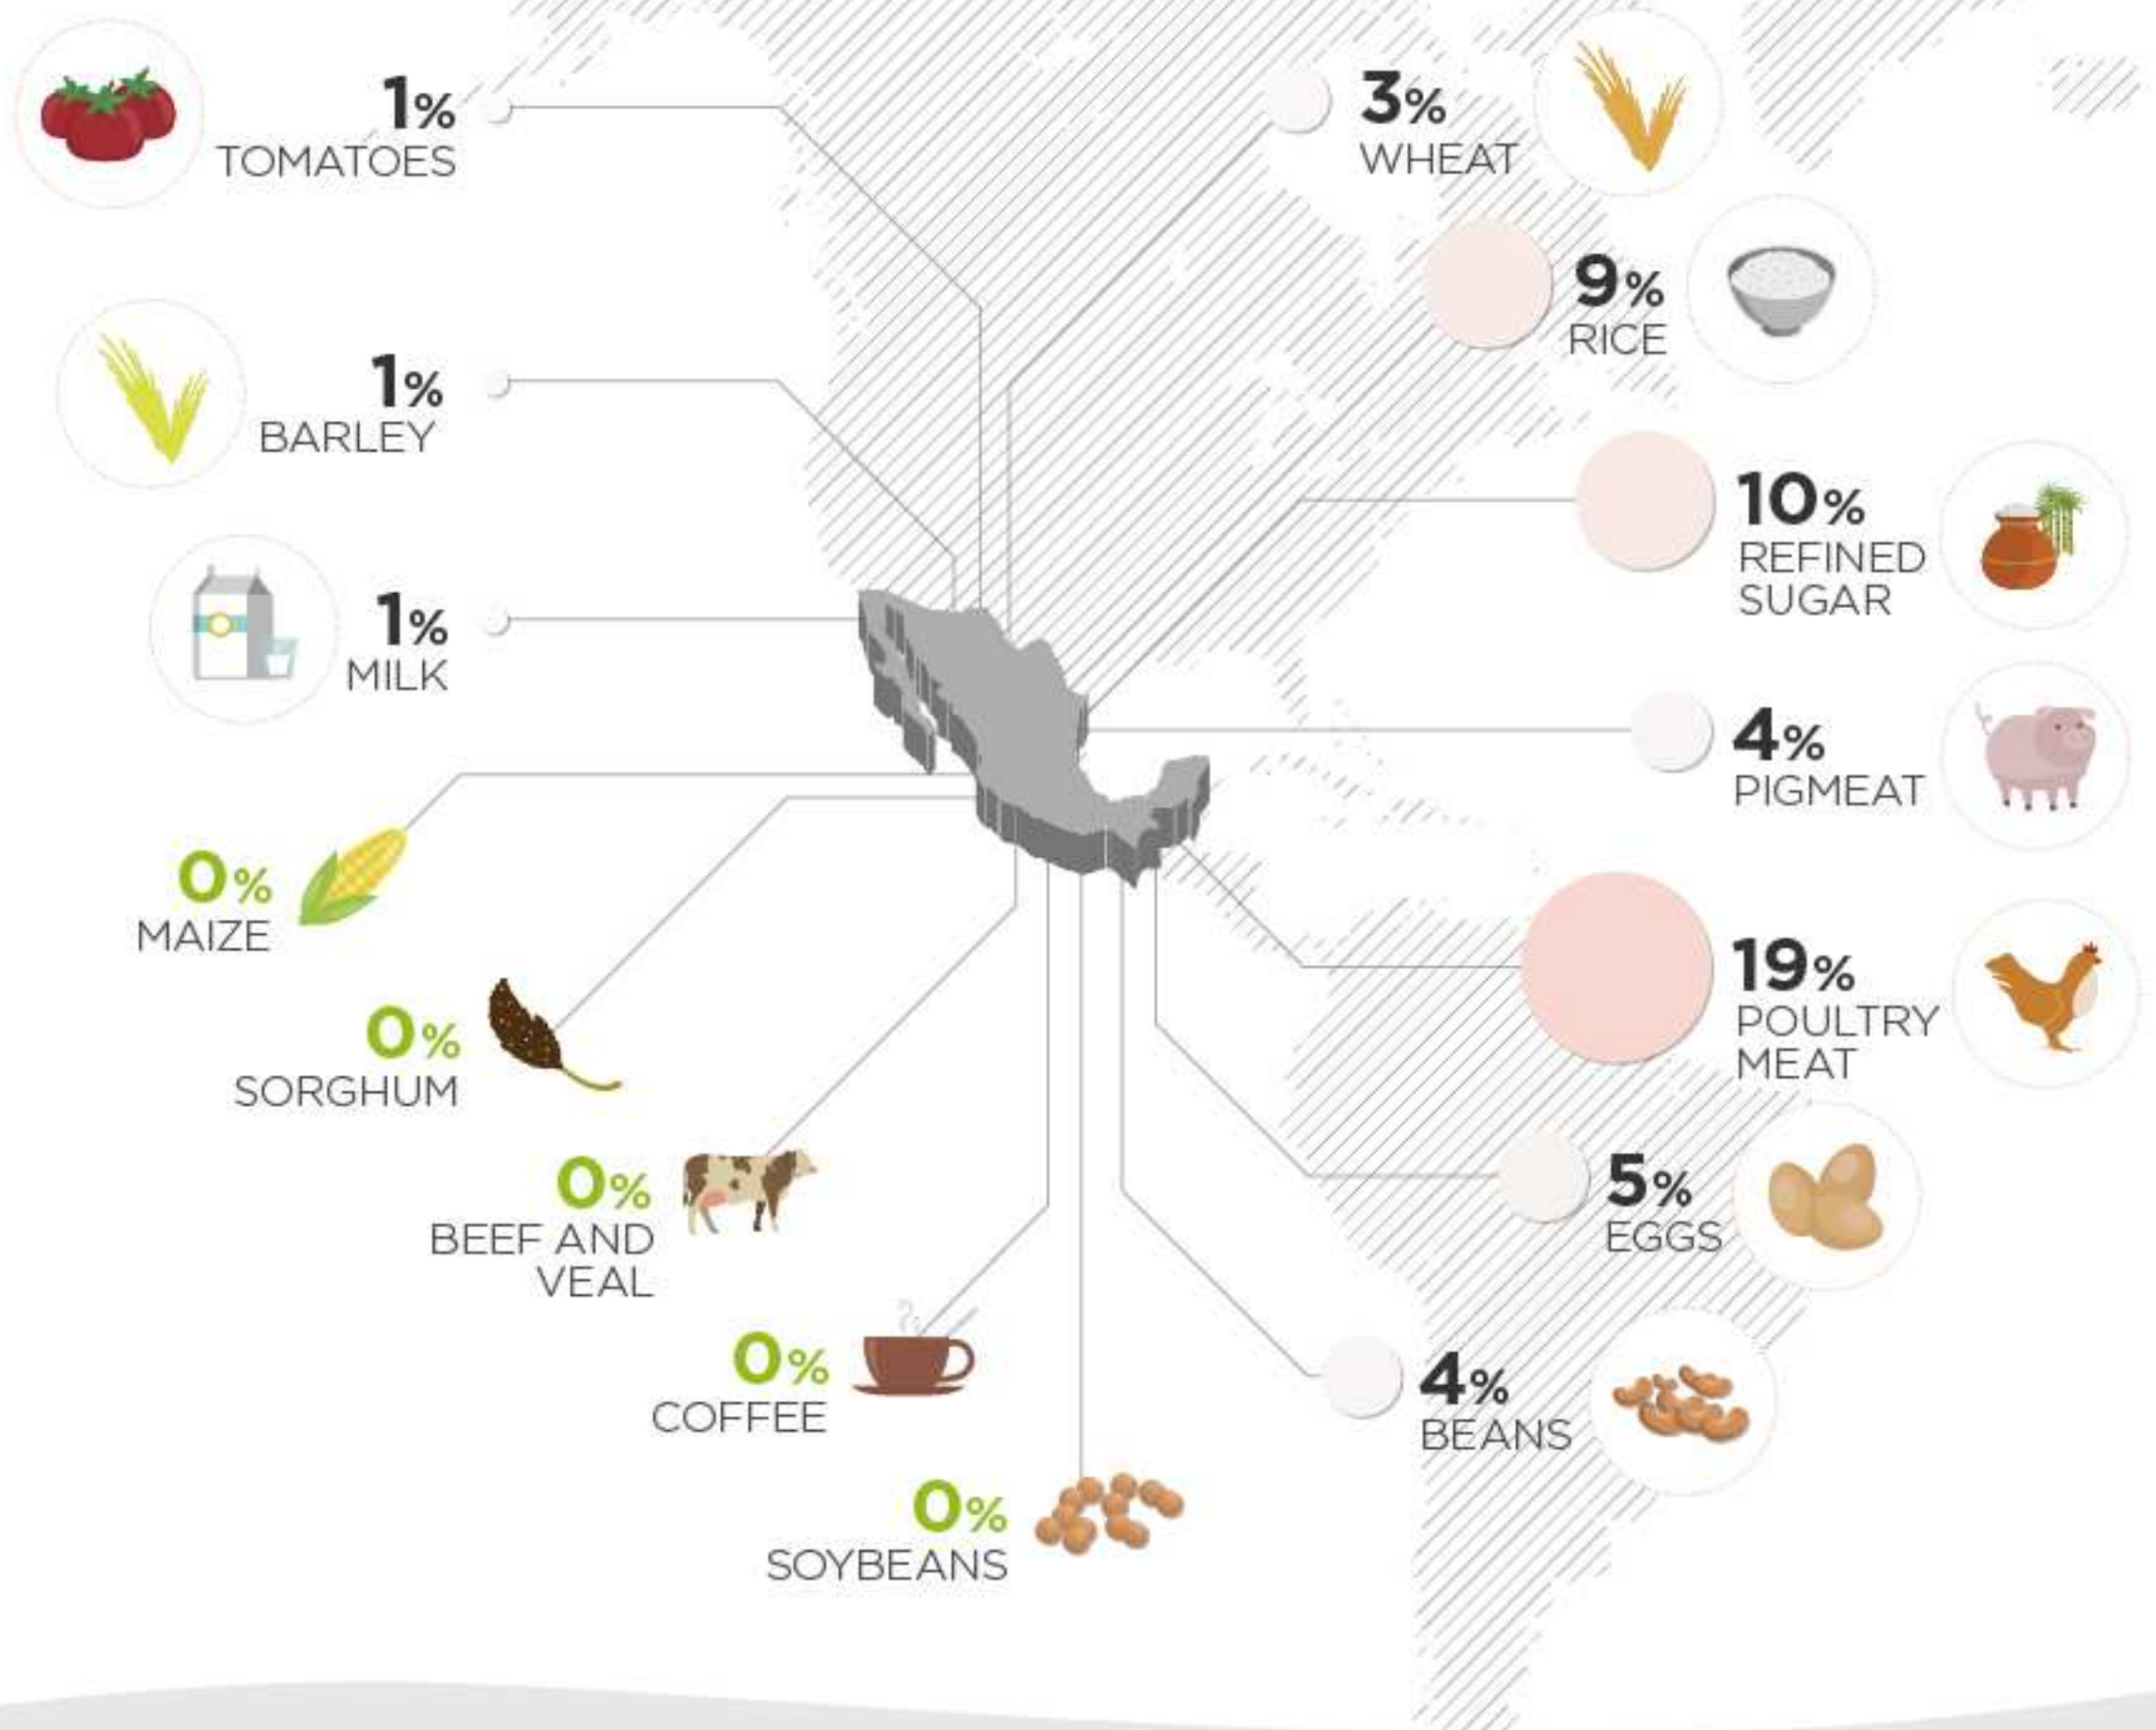 1%
TOMATOES
3%
WHEAT
9%
RICE
1%
BARLEY
10%
REFINED
SUGAR
1%
MILK
4%
PIGMEAT
0%
MAIZE
19%
POULTRY
MEAT
0%
SORGHUM
5%
EGGS
0%
BEEF AND
VEAL
0%
COFFEE
4%
BEANS
0%
SOYBEANS